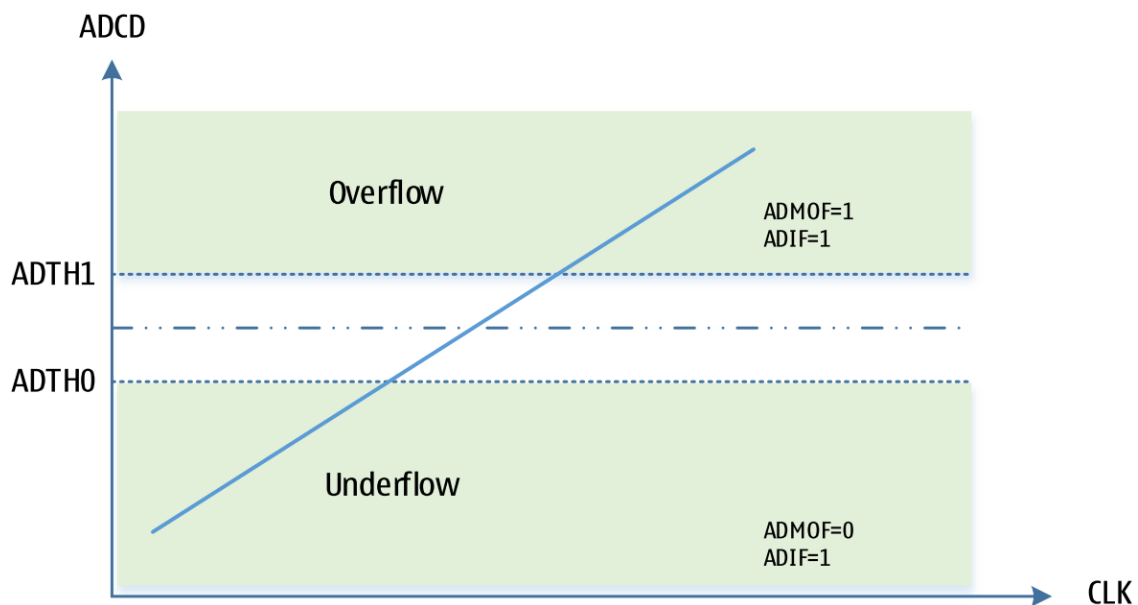 ADCD
Overflow
ADMOF=1
ADIF=1
ADTH1
ADTH0
Underflow
ADMOF=0
ADIF=1
CLK